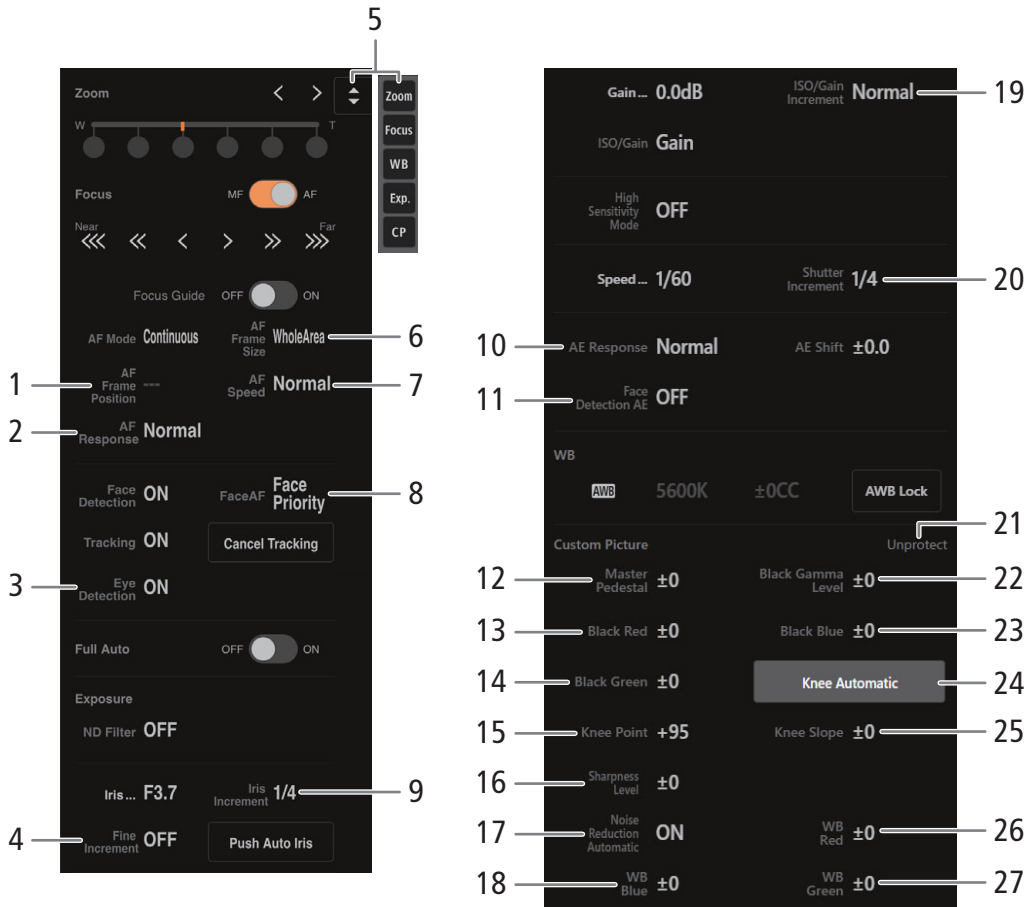 5
Zoom
W T
Zoom
Focus
WB
Exp.
CP
Focus MF AF
Near Far
Focus Guide OFF ON
AF Mode Continuous
AF Frame Size WholeArea 6
1 AF Frame Position ---
AF Speed Normal 7
2 AF Response Normal
Face Detection ON
FaceAF Face Priority 8
Tracking ON Cancel Tracking
3 Eye Detection ON
Full Auto OFF ON
Exposure
ND Filter OFF
Iris... F3.7
Iris Increment 1/4 9
4 Fine Increment OFF Push Auto Iris
Gain... 0.0dB
ISO/Gain Increment Normal 19
ISO/Gain Gain
High Sensitivity Mode OFF
Speed... 1/60
Shutter Increment 1/4 20
10 AE Response Normal AE Shift ±0.0
11 Face Detection AE OFF
WB
AWB 5600K ±0CC AWB Lock
21
Custom Picture Unprotect
12 Master Pedestal ±0
Black Gamma Level ±0 22
13 Black Red ±0 Black Blue ±0 23
14 Black Green ±0 Knee Automatic 24
15 Knee Point +95 Knee Slope ±0 25
16 Sharpness Level ±0
17 Noise Reduction Automatic ON
WB Red ±0 26
18 WB Blue ±0
WB Green ±0 27